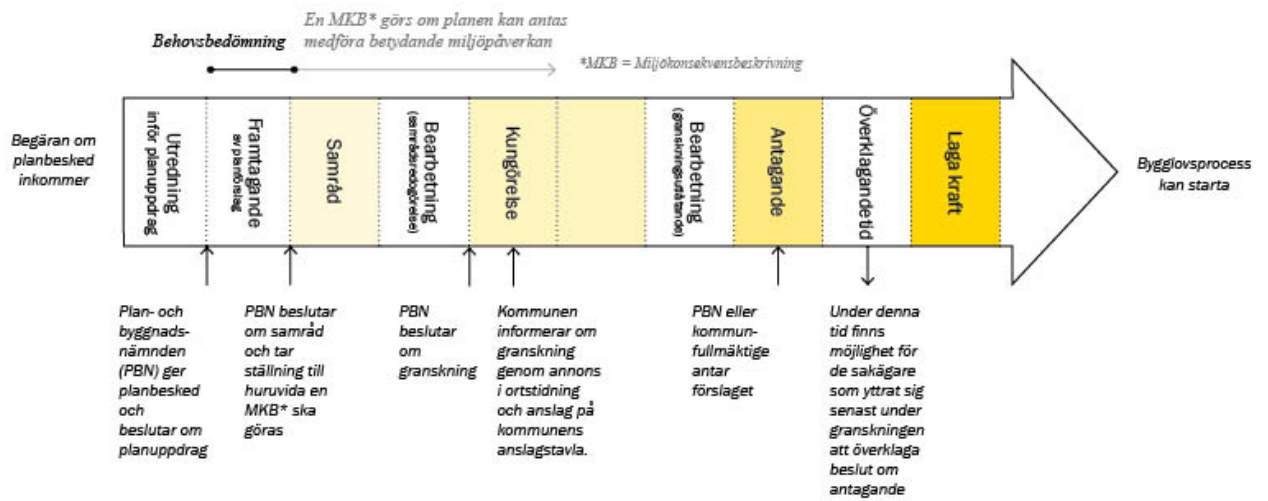 En MKB* görs om planen kan antas
medföra betydande miljöpåverkan
Behovsbedömning
*MKB = Miljökonsekvensbeskrivning
Begäran om
planbesked
inkommer
Utredning
inför planuppdrag
Framtagande
av planförslag
Samråd
Bearbetning
(samrådsredogörelse)
Kungörelse
Bearbetning
(granskningsutlåtande)
Antagande
Överklagandetid
Laga kraft
Bygglovsprocess
kan starta
Plan- och
byggnads-
nämnden
(PBN) ger
planbesked
och
beslutar om
planuppdrag
PBN beslutar
om samråd
och tar
ställning till
huruvida en
MKB* ska
göras
PBN
beslutar
om
granskning
Kommunen
informerar om
granskning
genom annons
i ortstidning
och anslag på
kommunens
anslagstavla.
PBN eller
kommun-
fullmäktige
antar
förslaget
Under denna
tid finns
möjlighet för
de sakägare
som yttrat sig
senast under
granskningen
att överklaga
beslut om
antagande